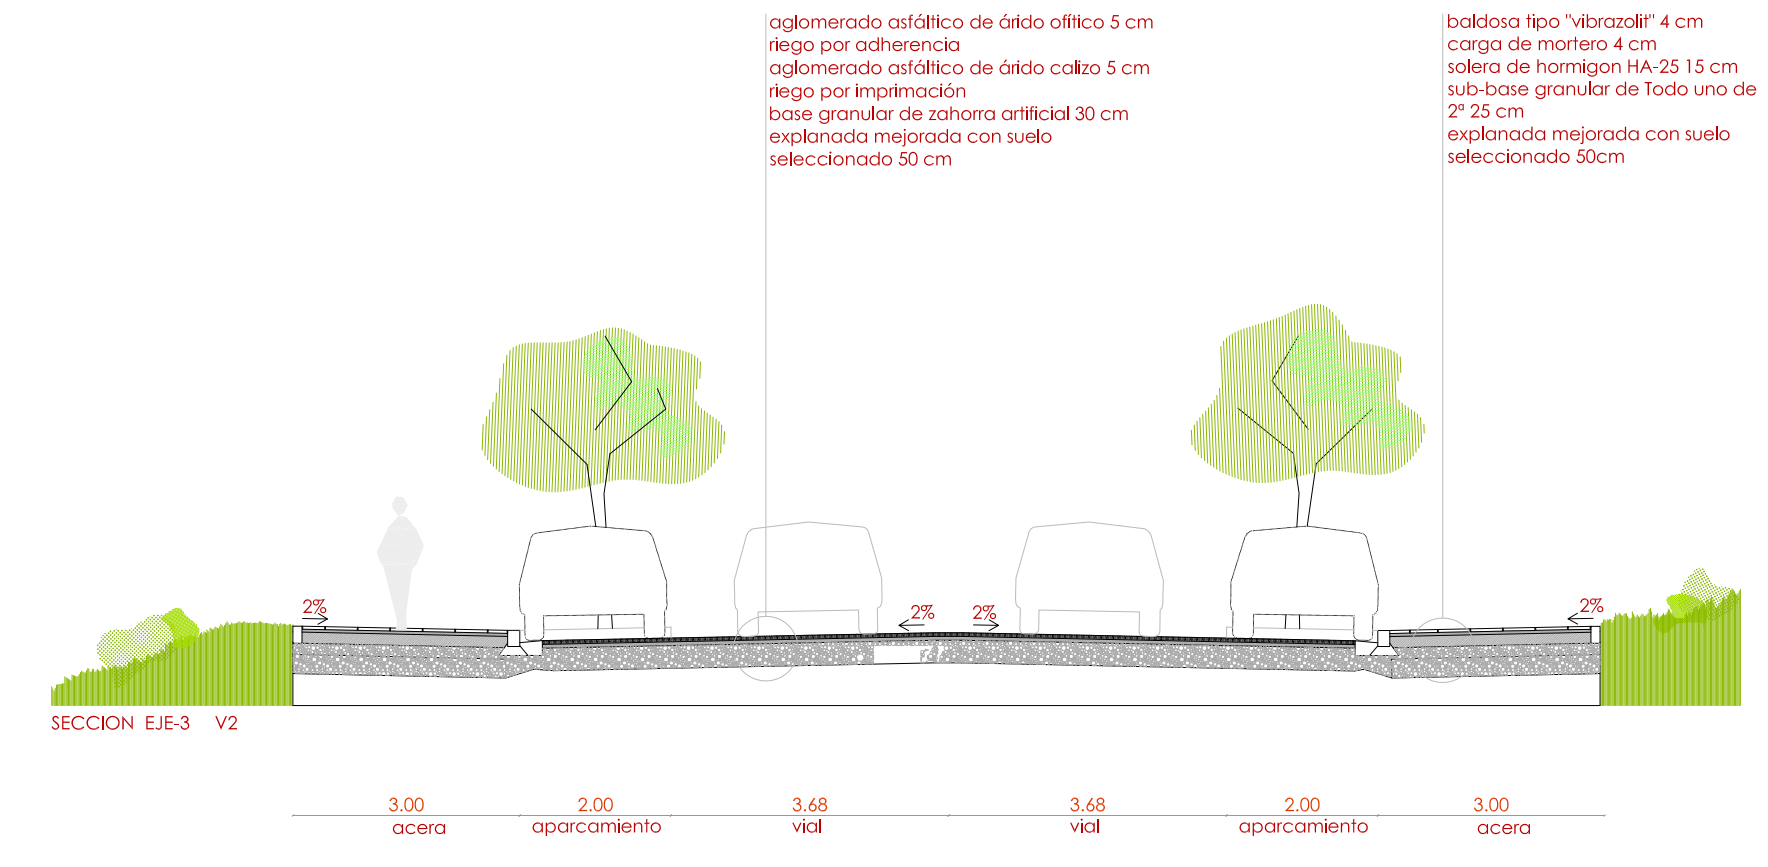 aglomerado asfáltico de árido ofítico 5 cm
riego por adherencia
aglomerado asfáltico de árido calizo 5 cm
riego por imprimación
base granular de zahorra artificial 30 cm
explanada mejorada con suelo
seleccionado 50 cm
baldosa tipo "vibrazolit" 4 cm
carga de mortero 4 cm
solera de hormigon HA-25 15 cm
sub-base granular de Todo uno de
2ª 25 cm
explanada mejorada con suelo
seleccionado 50cm
2%
2%
2%
2%
SECCION EJE-3 V2
3.00
acera
2.00
aparcamiento
3.68
vial
3.68
vial
2.00
aparcamiento
3.00
acera